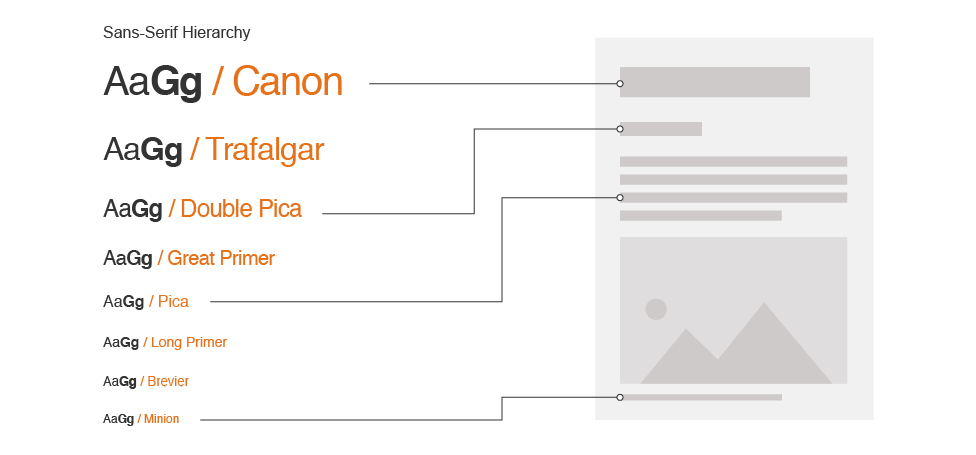 Sans-Serif Hierarchy
AaGg / Canon
AaGg / Trafalgar
AaGg / Double Pica
AaGg / Great Primer
AaGg / Pica
AaGg / Long Primer
AaGg / Brevier
AaGg / Minion